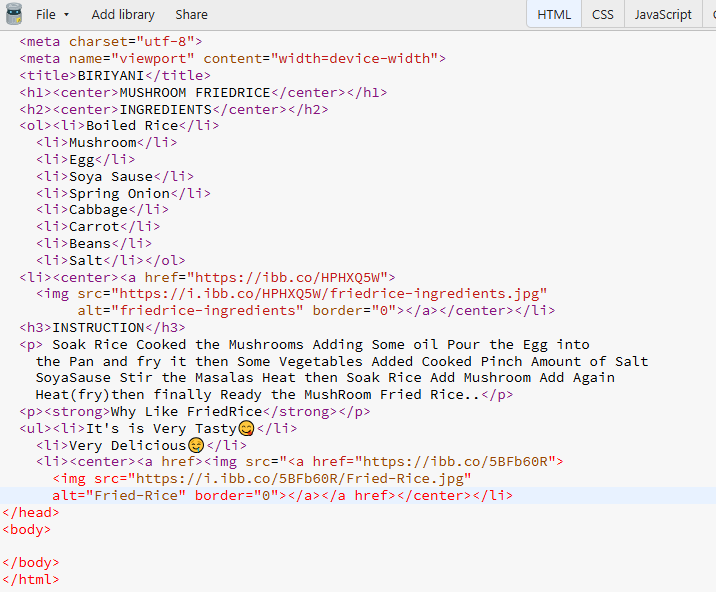 File Add library Share HTML CSS JavaScript
<meta charset="utf-8">
<meta name="viewport" content="width=device-width">
<title>BIRIYANI</title>
<h1><center>MUSHROOM FRIEDRICE</center></h1>
<h2><center>INGREDIENTS</center></h2>
<ol><li>Boiled Rice</li>
<li>Mushroom</li>
<li>Egg</li>
<li>Soya Sause</li>
<li>Spring Onion</li>
<li>Cabbage</li>
<li>Carrot</li>
<li>Beans</li>
<li>Salt</li></ol>
<li><center><a href="https://ibb.co/HPHXQ5W">
<img src="https://i.ibb.co/HPHXQ5W/friedrice-ingredients.jpg"
alt="friedrice-ingredients" border="0"></a></center></li>
<h3>INSTRUCTION</h3>
<p> Soak Rice Cooked the Mushrooms Adding Some oil Pour the Egg into
the Pan and fry it then Some Vegetables Added Cooked Pinch Amount of Salt
SoyaSause Stir the Masalas Heat then Soak Rice Add Mushroom Add Again
Heat(fry)then finally Ready the MushRoom Fried Rice..</p>
<p><strong>Why Like FriedRice</strong></p>
<ul><li>It's is Very Tasty😋</li>
<li>Very Delicious😋</li>
<li><center><a href><img src="<a href="https://ibb.co/5BFb60R">
<img src="https://i.ibb.co/5BFb60R/Fried-Rice.jpg"
alt="Fried-Rice" border="0"></a></a href></center></li>
</head>
<body>
</body>
</html>